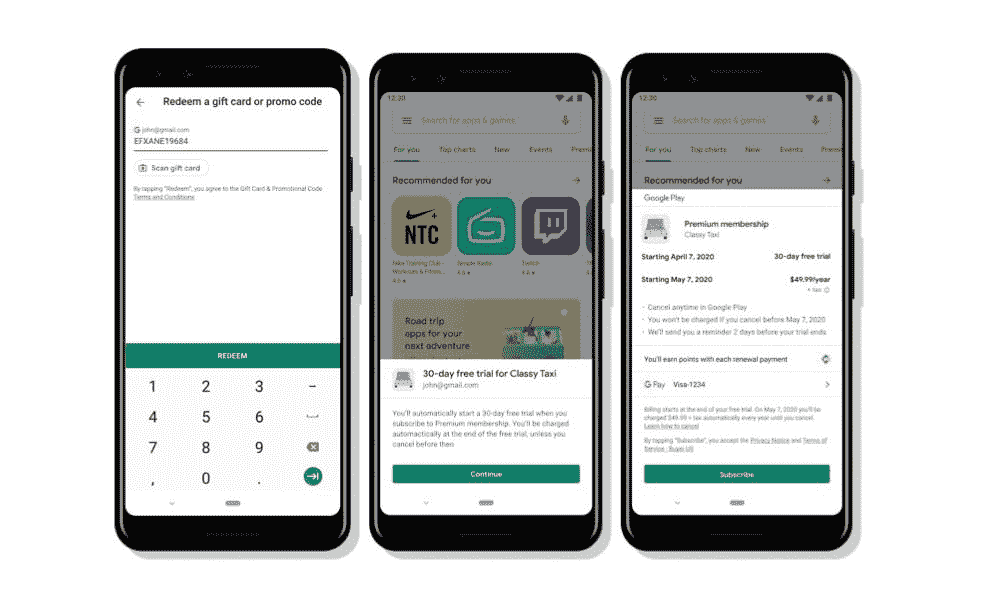 Redeem a gift card or promo code
G john@gmail.com
EFXANE19684
Scan gift card
By tapping "Redeem", you agree to the Gift Card & Promotional Code
Terms and Conditions
REDEEM
1 2 3 –
4 5 6
7 8 9
, 0 .
12:30
Search for apps & games
For you Top charts New Events Premi
Recommended for you
NTC
Nike Training Club -
Workouts & Fitness...
4.6 ★
4.6 ★
Twitch
4.6 ★
Road trip
apps for your
next adventure
30-day free trial for Classy Taxi
john@gmail.com
You'll automatically start a 30-day free trial when you
subscribe to Premium membership. You'll be charged
automactically at the end of the free trial, unless you
cancel before then
Continue
12:30
Search for apps & games
For you Top charts New Events Premi
Recommended for you
Google Play
Premium membership
Classy Taxi
Starting April 7, 2020 30-day free trial
Starting May 7, 2020 $49.99/year
+ tax
· Cancel anytime in Google Play
· You won't be charged if you cancel before May 7, 2020
· We'll send you a reminder 2 days before your trial ends
You'll earn points with each renewal payment
G Pay Visa-1234
Billing starts at the end of your free trial. On May 7, 2020 you'll be
charged $49.99 + tax automatically every year until you cancel.
Learn how to cancel
By tapping "Subscribe", you accept the Privacy Notice and Terms of
Service - Buyer US
Subscribe